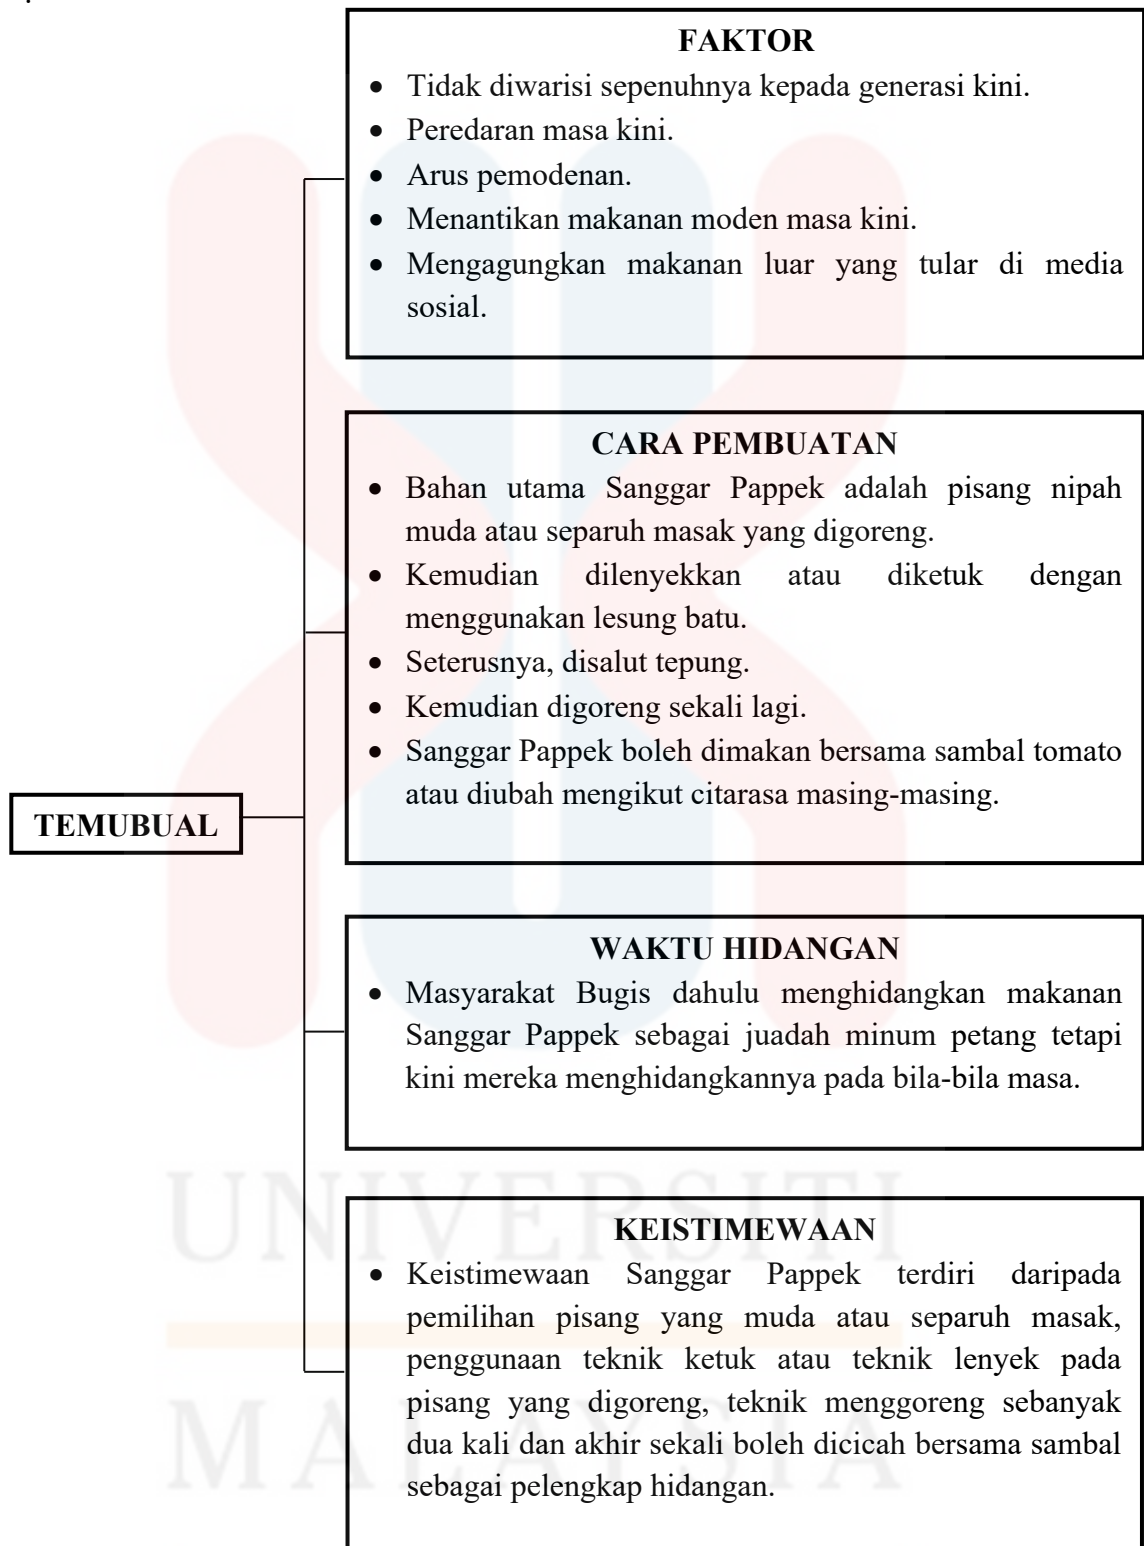 FAKTOR
• Tidak diwarisi sepenuhnya kepada generasi kini.
• Peredaran masa kini.
• Arus pemodenan.
• Menantikan makanan moden masa kini.
• Mengagungkan makanan luar yang tular di media
sosial.
CARA PEMBUATAN
• Bahan utama Sanggar Pappek adalah pisang nipah
muda atau separuh masak yang digoreng.
• Kemudian dilenyekkan atau diketuk dengan
menggunakan lesung batu.
• Seterusnya, disalut tepung.
• Kemudian digoreng sekali lagi.
• Sanggar Pappek boleh dimakan bersama sambal tomato
atau diubah mengikut citarasa masing-masing.
TEMUBUAL
WAKTU HIDANGAN
• Masyarakat Bugis dahulu menghidangkan makanan
Sanggar Pappek sebagai juadah minum petang tetapi
kini mereka menghidangkannya pada bila-bila masa.
KEISTIMEWAAN
• Keistimewaan Sanggar Pappek terdiri daripada
pemilihan pisang yang muda atau separuh masak,
penggunaan teknik ketuk atau teknik lenyek pada
pisang yang digoreng, teknik menggoreng sebanyak
dua kali dan akhir sekali boleh dicicah bersama sambal
sebagai pelengkap hidangan.
UNIVERSITI
MALAYSIA